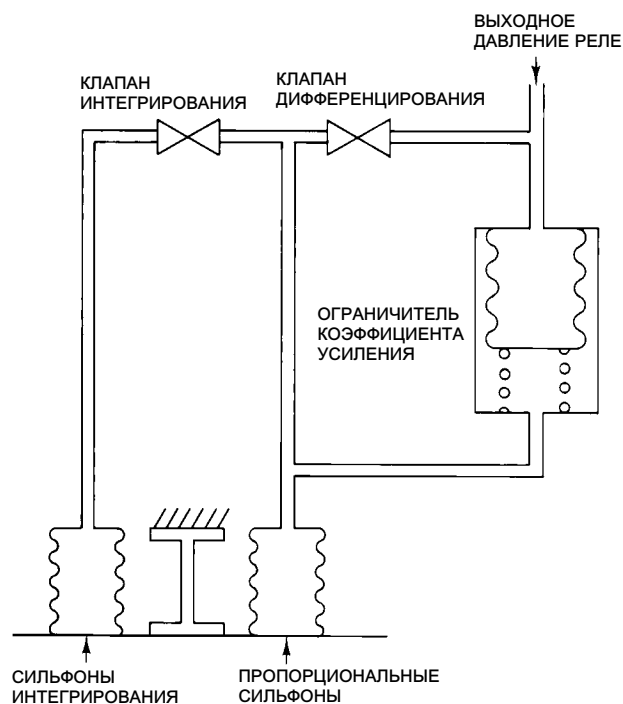 ВЫХОДНОЕ
ДАВЛЕНИЕ РЕЛЕ
КЛАПАН
ИНТЕГРИРОВАНИЯ
КЛАПАН
ДИФФЕРЕНЦИРОВАНИЯ
ОГРАНИЧИТЕЛЬ
КОЭФФИЦИЕНТА
УСИЛЕНИЯ
СИЛЬФОНЫ
ИНТЕГРИРОВАНИЯ
ПРОПОРЦИОНАЛЬНЫЕ
СИЛЬФОНЫ